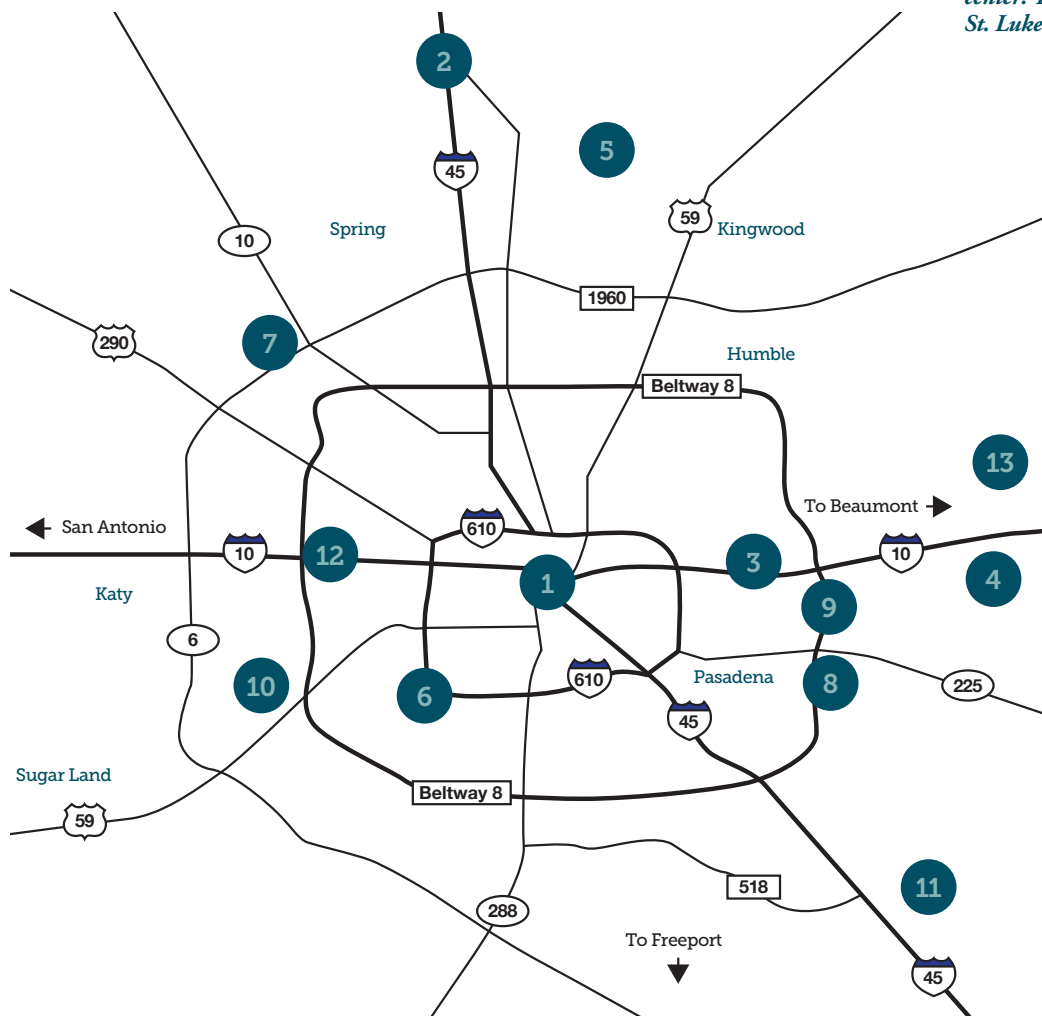 center. 
St. Luke
2
5
45
59
Spring
Kingwood
10
1960
7
290
Humble
Beltway 8
13
To Beaumont
San Antonio
610
12
10
3
10
1
4
Katy
9
6
10
6
610
Pasadena
8
225
45
Sugar Land
Beltway 8
59
11
518
288
To Freeport
45